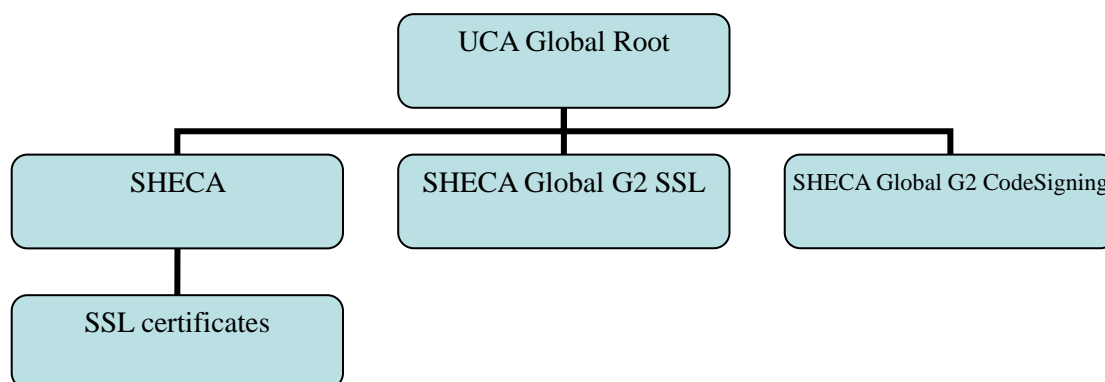 UCA Global Root
SHECA
SHECA Global G2 SSL
SHECA Global G2 CodeSigning
SSL certificates